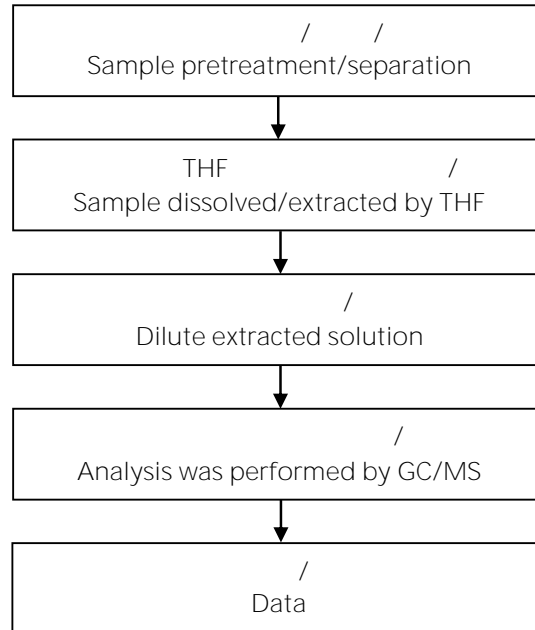 / /
Sample pretreatment/separation
THF /
Sample dissolved/extracted by THF
/
Dilute extracted solution
/
Analysis was performed by GC/MS
/
Data